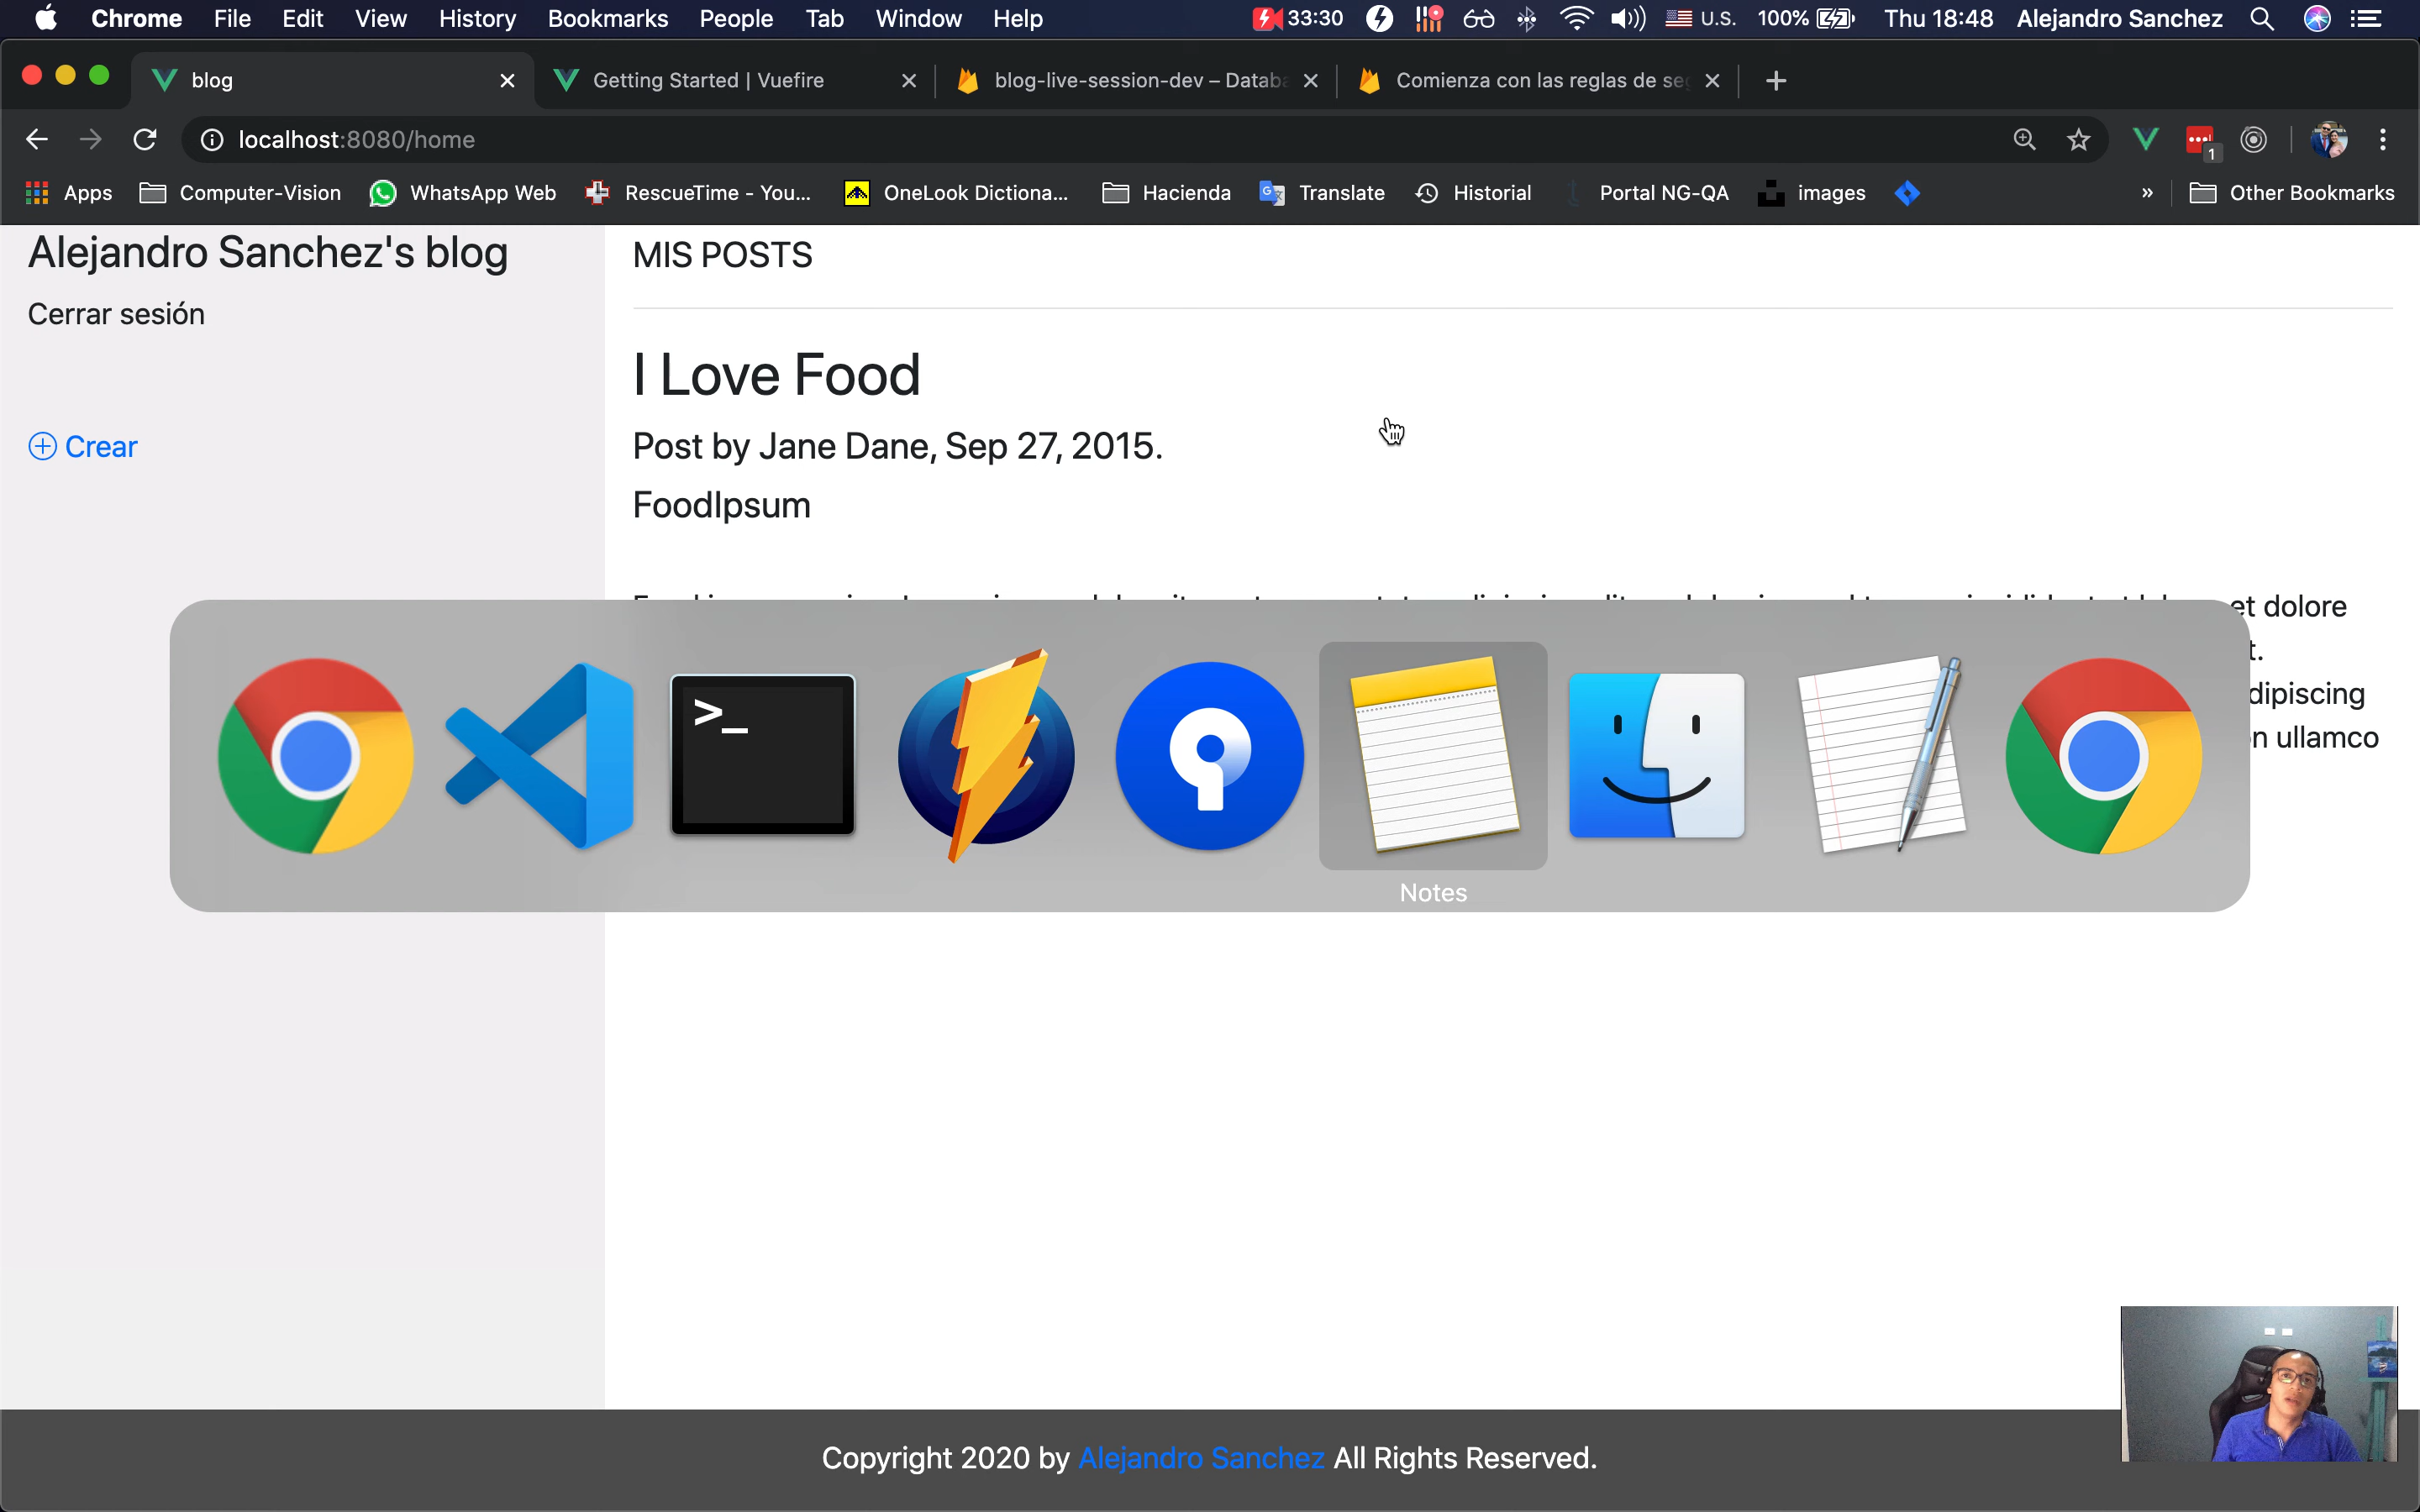 Chrome File Edit View History Bookmarks People Tab Window Help 33:30 U.S. 100% Thu 18:48 Alejandro Sanchez
blog Getting Started | Vuefire blog-live-session-dev – Databa Comienza con las reglas de seg
localhost:8080/home
1
Apps Computer-Vision WhatsApp Web RescueTime - You... OneLook Dictiona... Hacienda Translate Historial Portal NG-QA images » Other Bookmarks
Alejandro Sanchez's blog
Cerrar sesión
Crear
MIS POSTS
I Love Food
Post by Jane Dane, Sep 27, 2015.
FoodIpsum
et dolore
t.
dipiscing
n ullamco
>_
Notes
Copyright 2020 by Alejandro Sanchez All Rights Reserved.